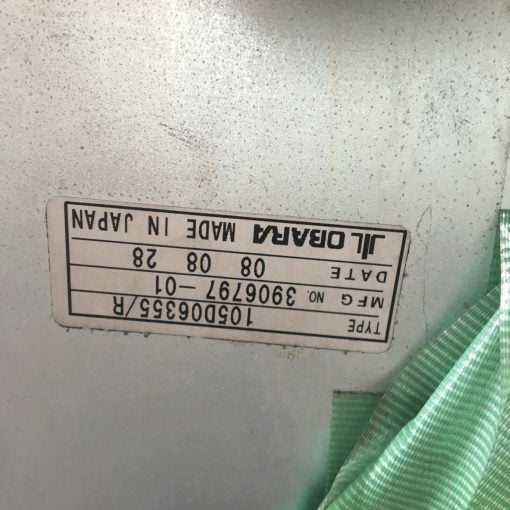 TYPE 105D06355/R
MFG NO. 3906797-01
DATE 08 08 28
OBARA MADE IN JAPAN